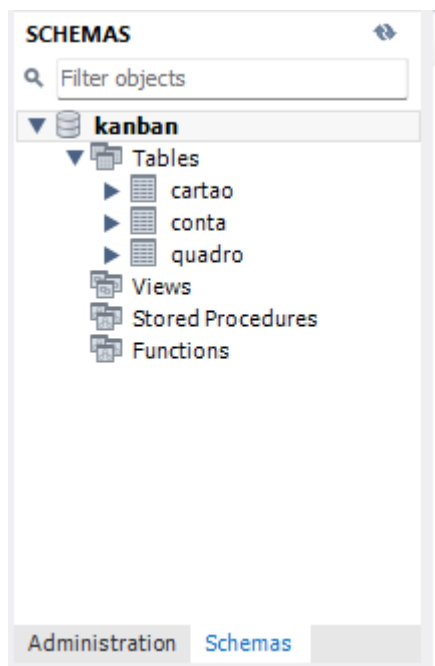 SCHEMAS
Filter objects
kanban
Tables
cartao
conta
quadro
Views
Stored Procedures
Functions
Administration Schemas